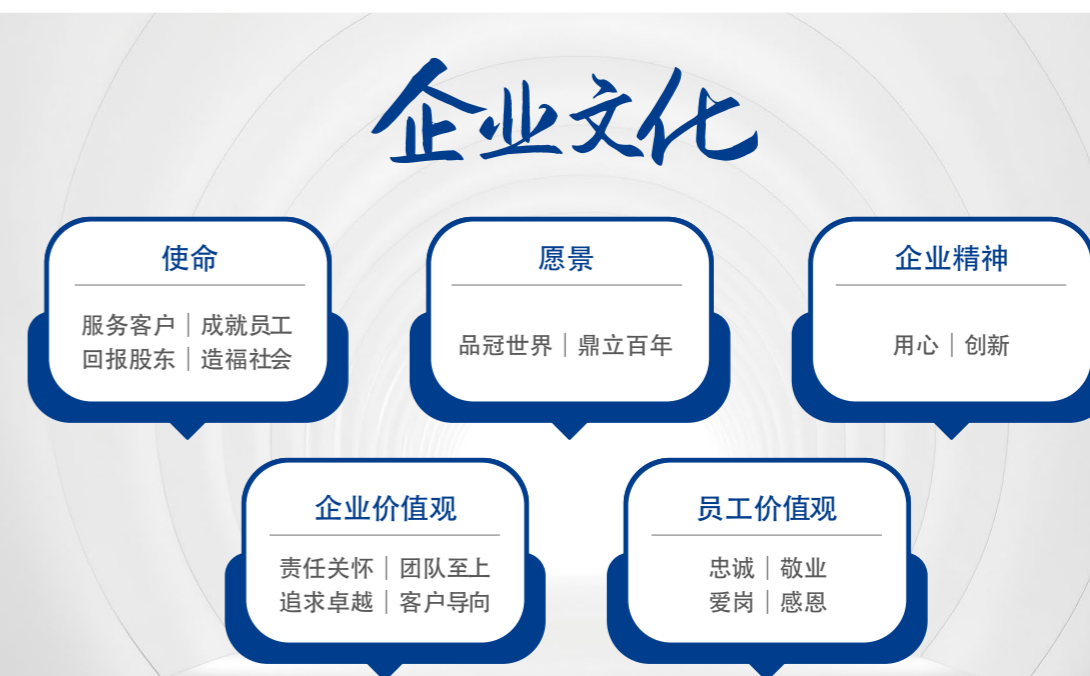 企业文化
使命
服务客户｜成就员工
回报股东｜造福社会
愿景
品冠世界｜鼎立百年
企业精神
用心｜创新
企业价值观
责任关怀｜团队至上
追求卓越｜客户导向
员工价值观
忠诚｜敬业
爱岗｜感恩